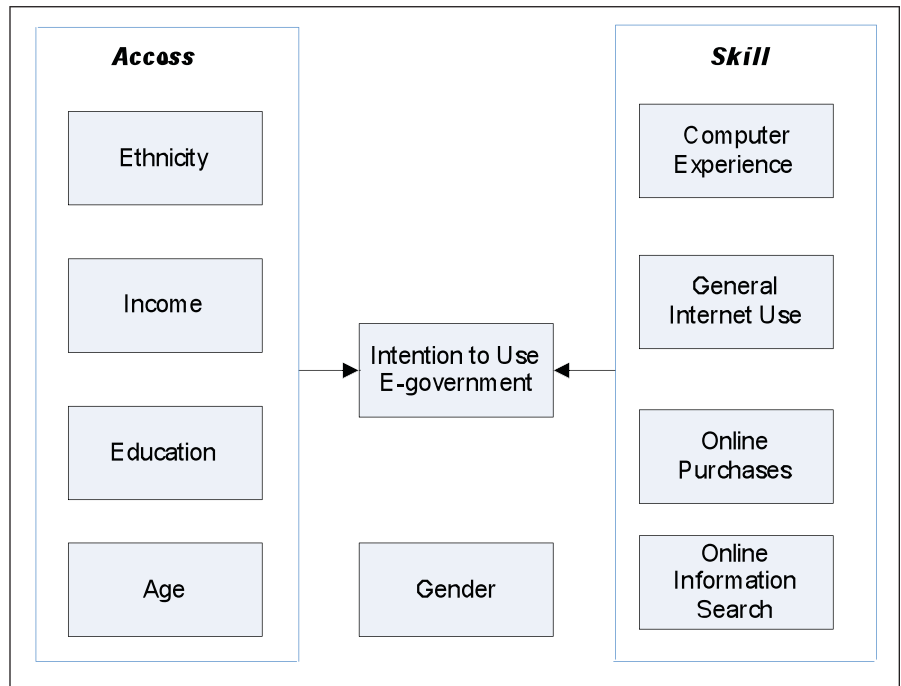 Access
Ethnicity
Income
Education
Age
Intention to Use
E-government
Gender
Skill
Computer
Experience
General
Internet Use
Online
Purchases
Online
Information
Search